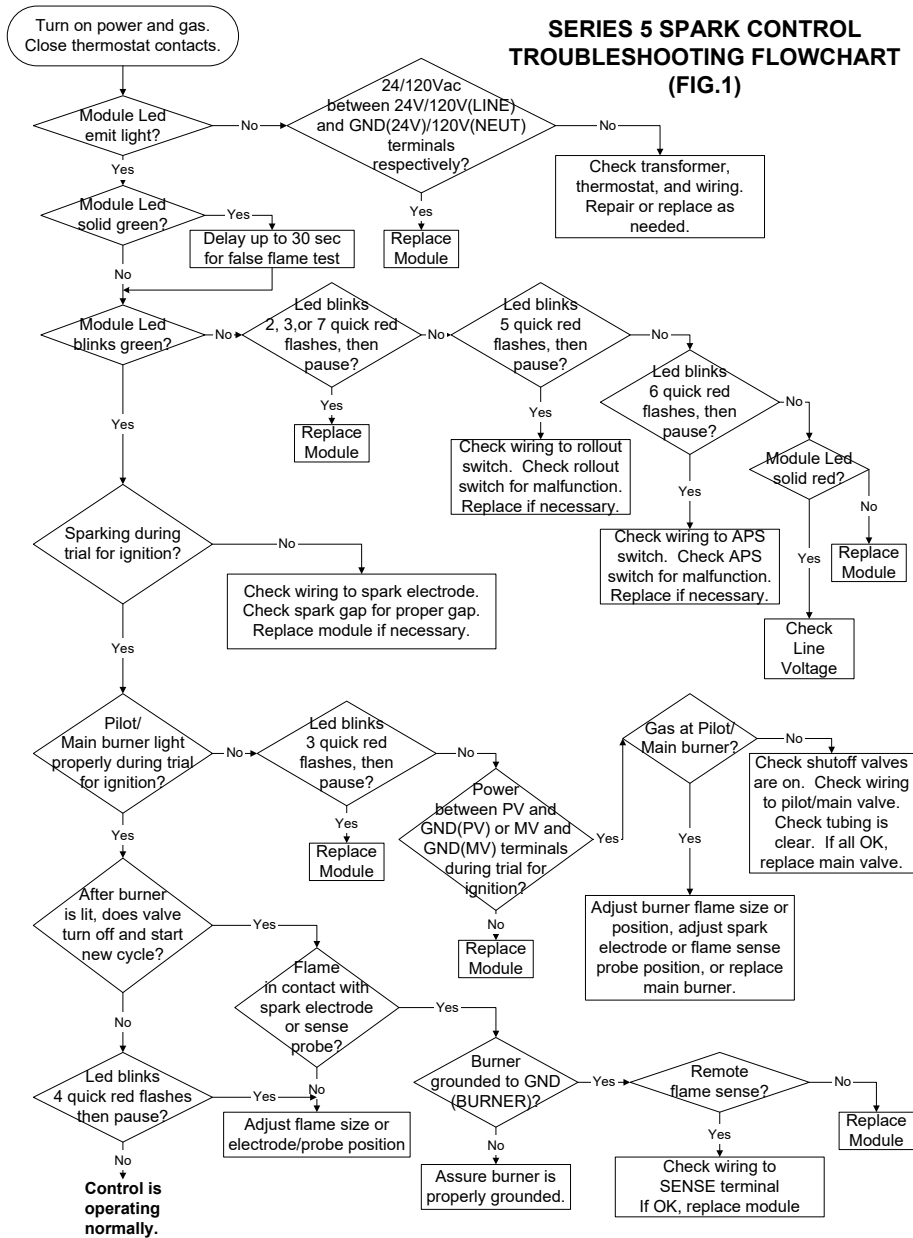 Turn on power and gas.
Close thermostat contacts.
SERIES 5 SPARK CONTROL
TROUBLESHOOTING FLOWCHART
(FIG.1)
Module Led
emit light?
No
24/120Vac
between 24V/120V(LINE)
and GND(24V)/120V(NEUT)
terminals
respectively?
No
Check transformer,
thermostat, and wiring.
Repair or replace as
needed.
Yes
Replace
Module
Yes
Module Led
solid green?
Yes
Delay up to 30 sec
for false flame test
No
Module Led
blinks green?
No
Led blinks
2, 3,or 7 quick red
flashes, then
pause?
Yes
Replace
Module
No
Led blinks
5 quick red
flashes, then
pause?
Yes
Check wiring to rollout
switch. Check rollout
switch for malfunction.
Replace if necessary.
No
Led blinks
6 quick red
flashes, then
pause?
Yes
Check wiring to APS
switch. Check APS
switch for malfunction.
Replace if necessary.
No
Module Led
solid red?
No
Replace
Module
Yes
Check
Line
Voltage
Yes
Sparking during
trial for ignition?
No
Check wiring to spark electrode.
Check spark gap for proper gap.
Replace module if necessary.
Yes
Pilot/
Main burner light
properly during trial
for ignition?
No
Led blinks
3 quick red
flashes, then
pause?
Yes
Replace
Module
No
Power
between PV and
GND(PV) or MV and
GND(MV) terminals
during trial for
ignition?
No
Replace
Module
Yes
Gas at Pilot/
Main burner?
No
Check shutoff valves
are on. Check wiring
to pilot/main valve.
Check tubing is
clear. If all OK,
replace main valve.
Yes
Adjust burner flame size or
position, adjust spark
electrode or flame sense
probe position, or replace
main burner.
Yes
After burner
is lit, does valve
turn off and start
new cycle?
Yes
Flame
in contact with
spark electrode
or sense
probe?
Yes
Burner
grounded to GND
(BURNER)?
Yes
Remote
flame sense?
No
Replace
Module
Yes
Check wiring to
SENSE terminal
If OK, replace module
No
Assure burner is
properly grounded.
No
Adjust flame size or
electrode/probe position
No
Led blinks
4 quick red flashes
then pause?
Yes
No
Control is
operating
normally.